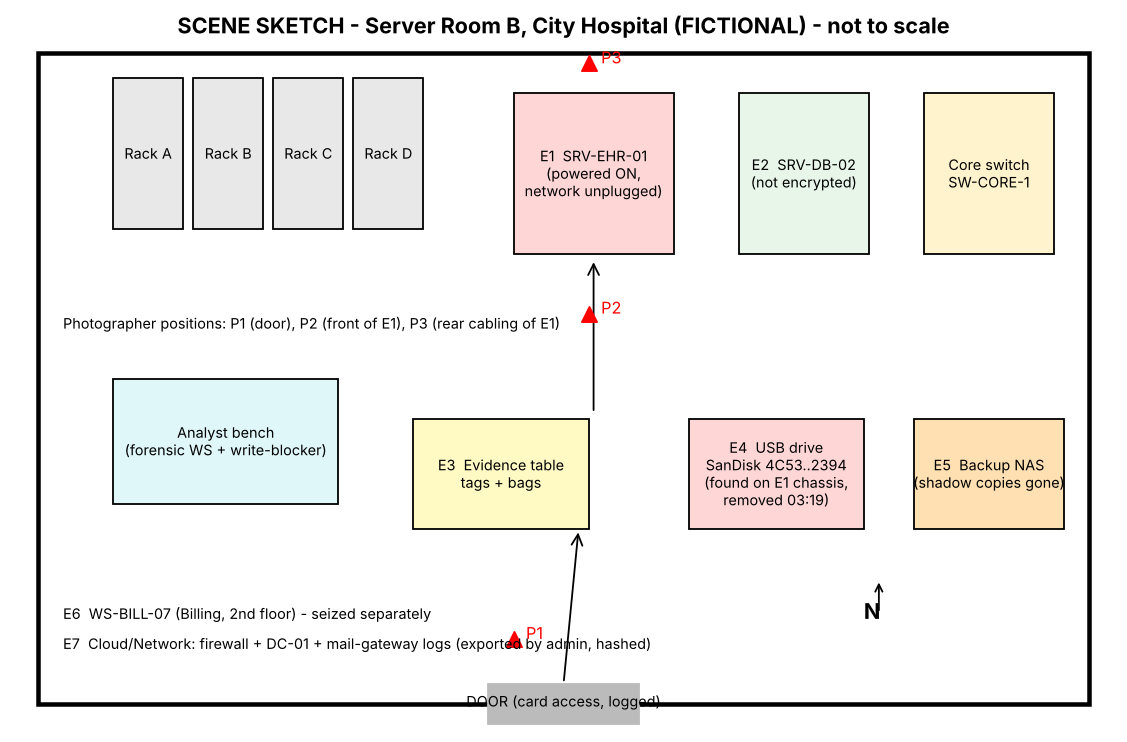 SCENE SKETCH - Server Room B, City Hospital (FICTIONAL) - not to scale
P3
Rack A
Rack B
Rack C
Rack D
E1 SRV-EHR-01
(powered ON,
network unplugged)
E2 SRV-DB-02
(not encrypted)
Core switch
SW-CORE-1
P2
Photographer positions: P1 (door), P2 (front of E1), P3 (rear cabling of E1)
Analyst bench
(forensic WS + write-blocker)
E3 Evidence table
tags + bags
E4 USB drive
SanDisk 4C53..2394
(found on E1 chassis,
removed 03:19)
E5 Backup NAS
(shadow copies gone)
N
E6 WS-BILL-07 (Billing, 2nd floor) - seized separately
P1
E7 Cloud/Network: firewall + DC-01 + mail-gateway logs (exported by admin, hashed)
DOOR (card access, logged)